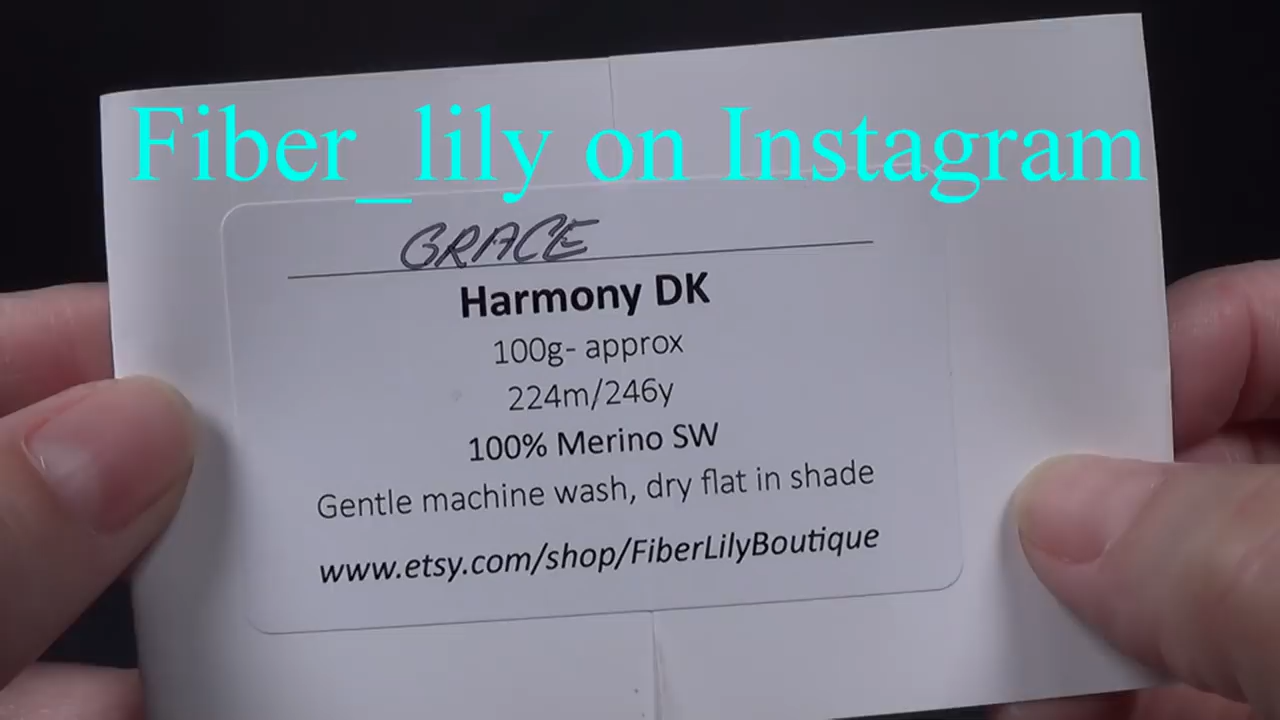 Fiber_lily on Instagram
GRACE
Harmony DK
100g- approx
224m/246y
100% Merino SW
Gentle machine wash, dry flat in shade
www.etsy.com/shop/FiberLilyBoutique